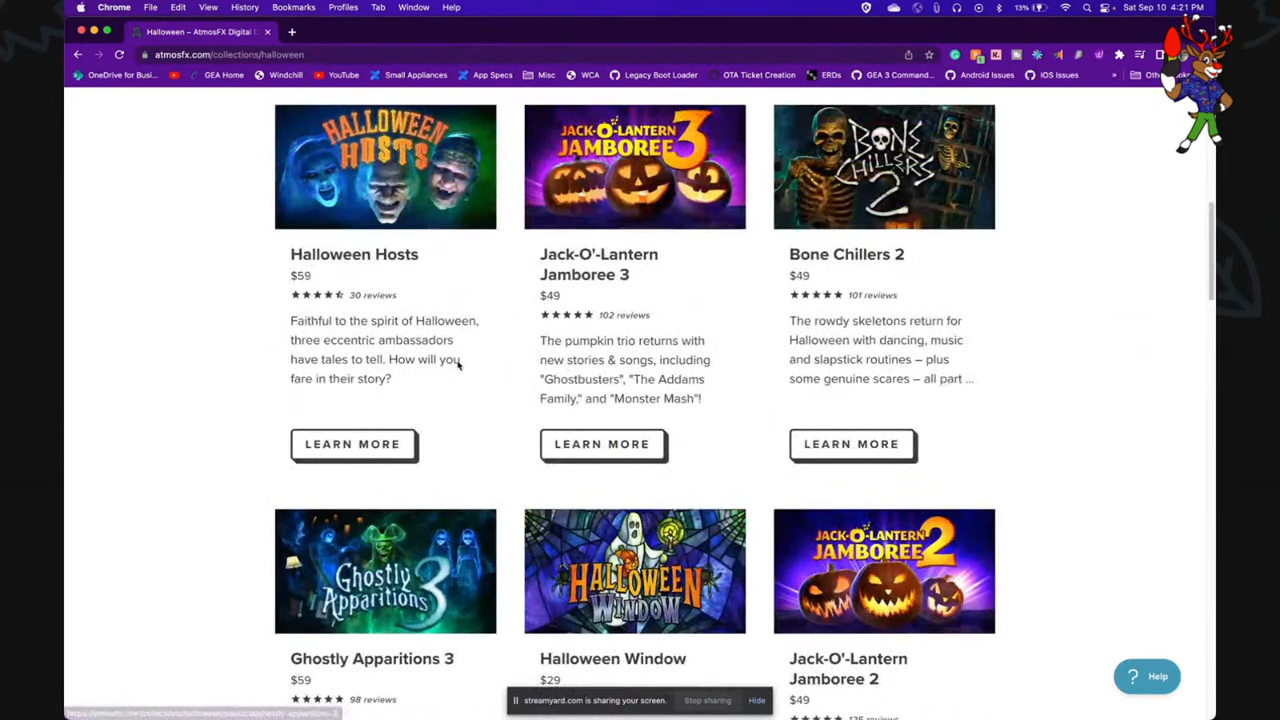 Chrome File Edit View History Bookmarks Profiles Tab Window Help 13% Sat Sep 10 4:21 PM
Halloween – AtmosFX Digital D
atmosfx.com/collections/halloween
OneDrive for Busi... GEA Home Windchill YouTube Small Appliances App Specs Misc WCA Legacy Boot Loader OTA Ticket Creation ERDs GEA 3 Command... Android Issues IOS Issues »
HALLOWEEN
HOSTS
JACK-O'-LANTERN
JAMBOREE 3
BONE
CHILLERS
2
Halloween Hosts
$59
30 reviews
Faithful to the spirit of Halloween,
three eccentric ambassadors
have tales to tell. How will you
fare in their story?
LEARN MORE
Jack-O'-Lantern
Jamboree 3
$49
102 reviews
The pumpkin trio returns with
new stories & songs, including
"Ghostbusters", "The Addams
Family," and "Monster Mash"!
LEARN MORE
Bone Chillers 2
$49
101 reviews
The rowdy skeletons return for
Halloween with dancing, music
and slapstick routines – plus
some genuine scares – all part ...
LEARN MORE
Ghostly
Apparitions 3
HALLOWEEN
WINDOW
JACK-O'-LANTERN
JAMBOREE 2
Ghostly Apparitions 3
$59
98 reviews
Halloween Window
$29
Jack-O'-Lantern
Jamboree 2
$49
Help
streamyard.com is sharing your screen. Stop sharing Hide